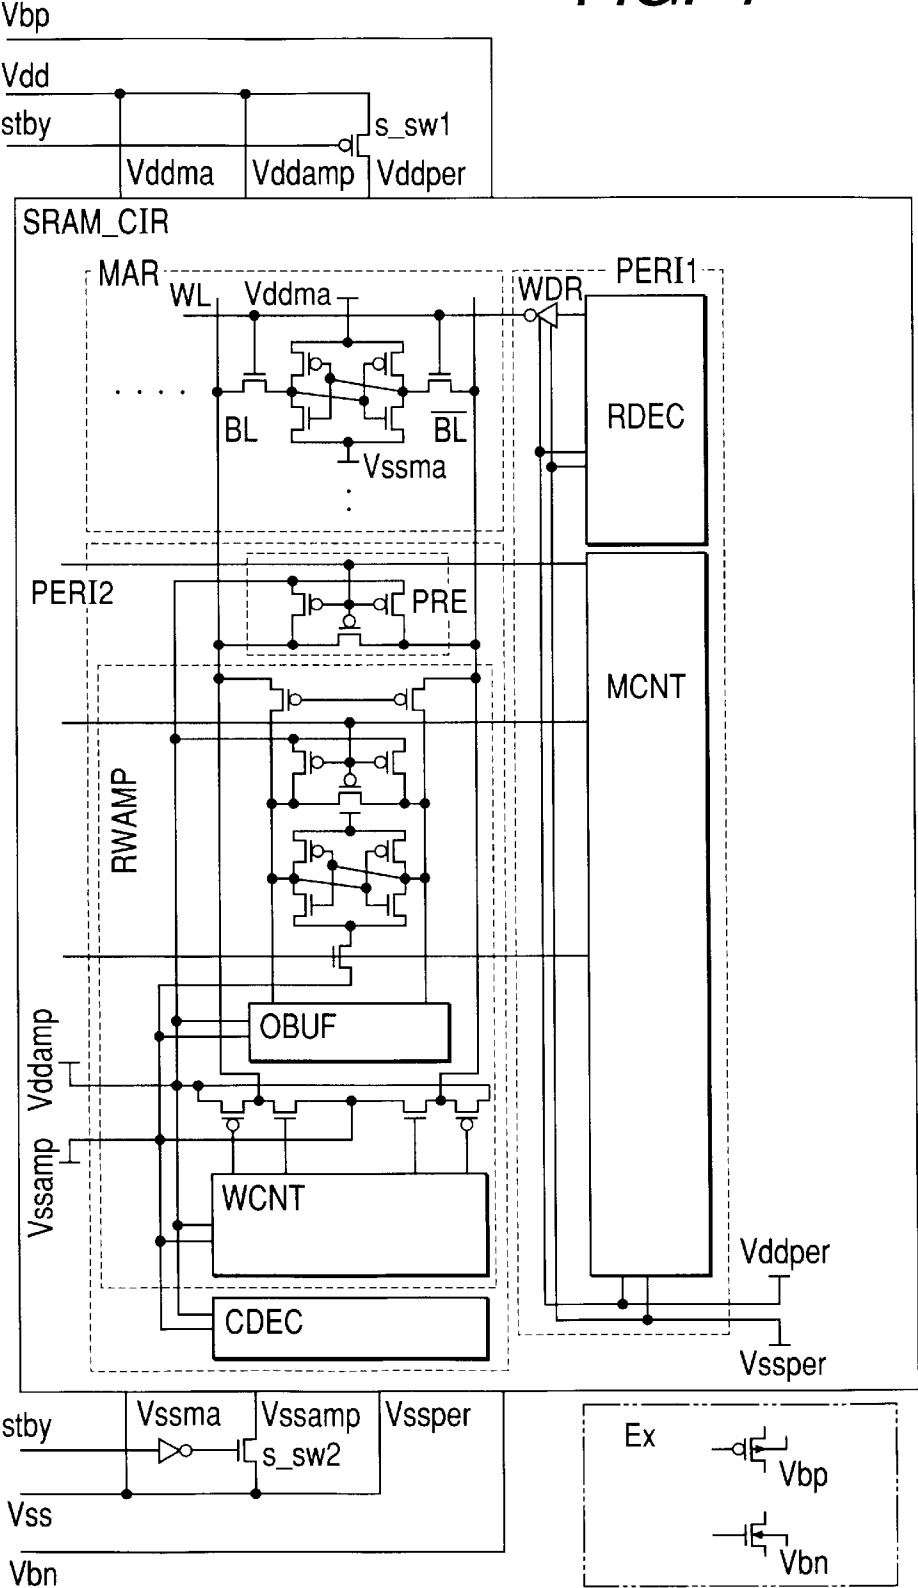 Vbp
Vdd
stby
s_sw1
Vddma
Vddamp
Vddper
SRAM_CIR
MAR
PERI1
WL
Vddma
WDR
. . . .
BL
BL
RDEC
Vssma
PERI2
PRE
MCNT
RWAMP
OBUF
Vddamp
Vssamp
WCNT
Vddper
CDEC
Vssper
stby
Vssma
Vssamp
Vssper
s_sw2
Vss
Vbn
Ex
Vbp
Vbn